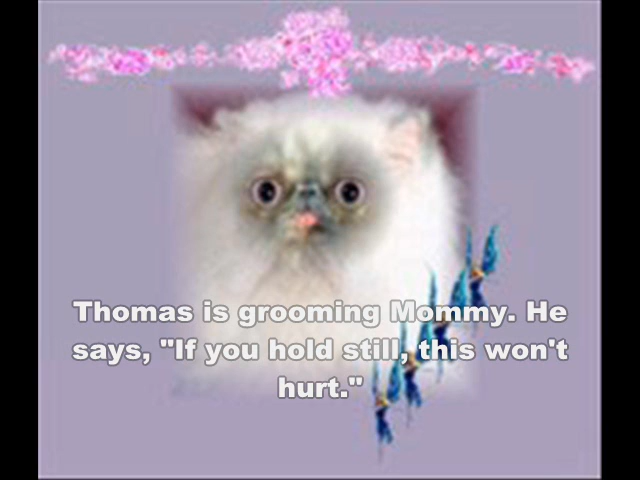 Thomas is grooming Mommy. He
says, "If you hold still, this won't
hurt."